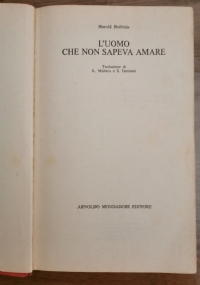 Harold Robbins
L'UOMO
CHE NON SAPEVA AMARE
Traduzione di
ARNOLDO MONDADORI EDITORE